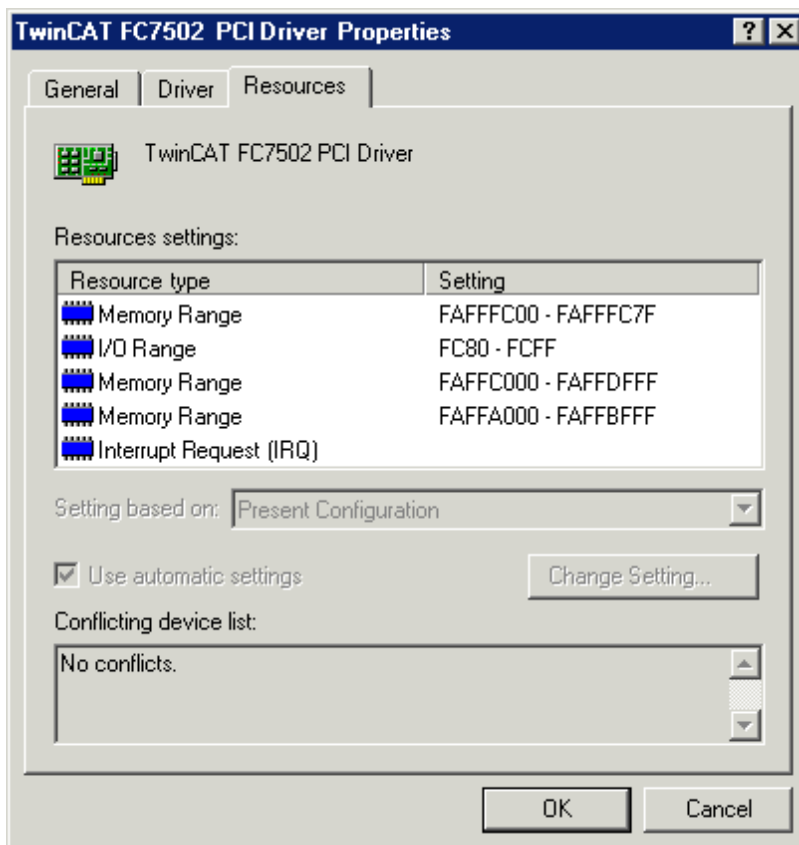 TwinCAT FC7502 PCI Driver Properties ? X
General Driver Resources
TwinCAT FC7502 PCI Driver
Resources settings:
Resource type Setting
Memory Range FAFFFC00 - FAFFFC7F
I/O Range FC80 - FCFF
Memory Range FAFFC000 - FAFFDFFF
Memory Range FAFFA000 - FAFFBFFF
Interrupt Request (IRQ)
Setting based on: Present Configuration
Use automatic settings Change Setting...
Conflicting device list:
No conflicts.
OK Cancel